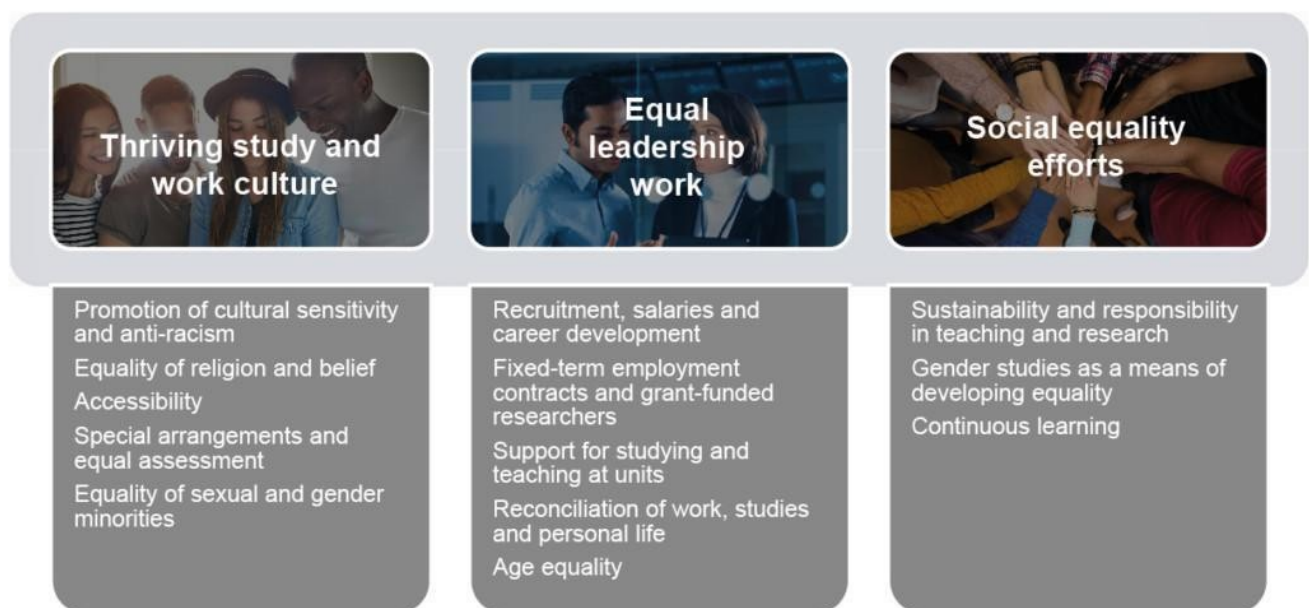 Thriving study and
work culture
Equal
leadership
work
Social equality
efforts
Promotion of cultural sensitivity
and anti-racism
Equality of religion and belief
Accessibility
Special arrangements and
equal assessment
Equality of sexual and gender
minorities
Recruitment, salaries and
career development
Fixed-term employment
contracts and grant-funded
researchers
Support for studying and
teaching at units
Reconciliation of work, studies
and personal life
Age equality
Sustainability and responsibility
in teaching and research
Gender studies as a means of
developing equality
Continuous learning